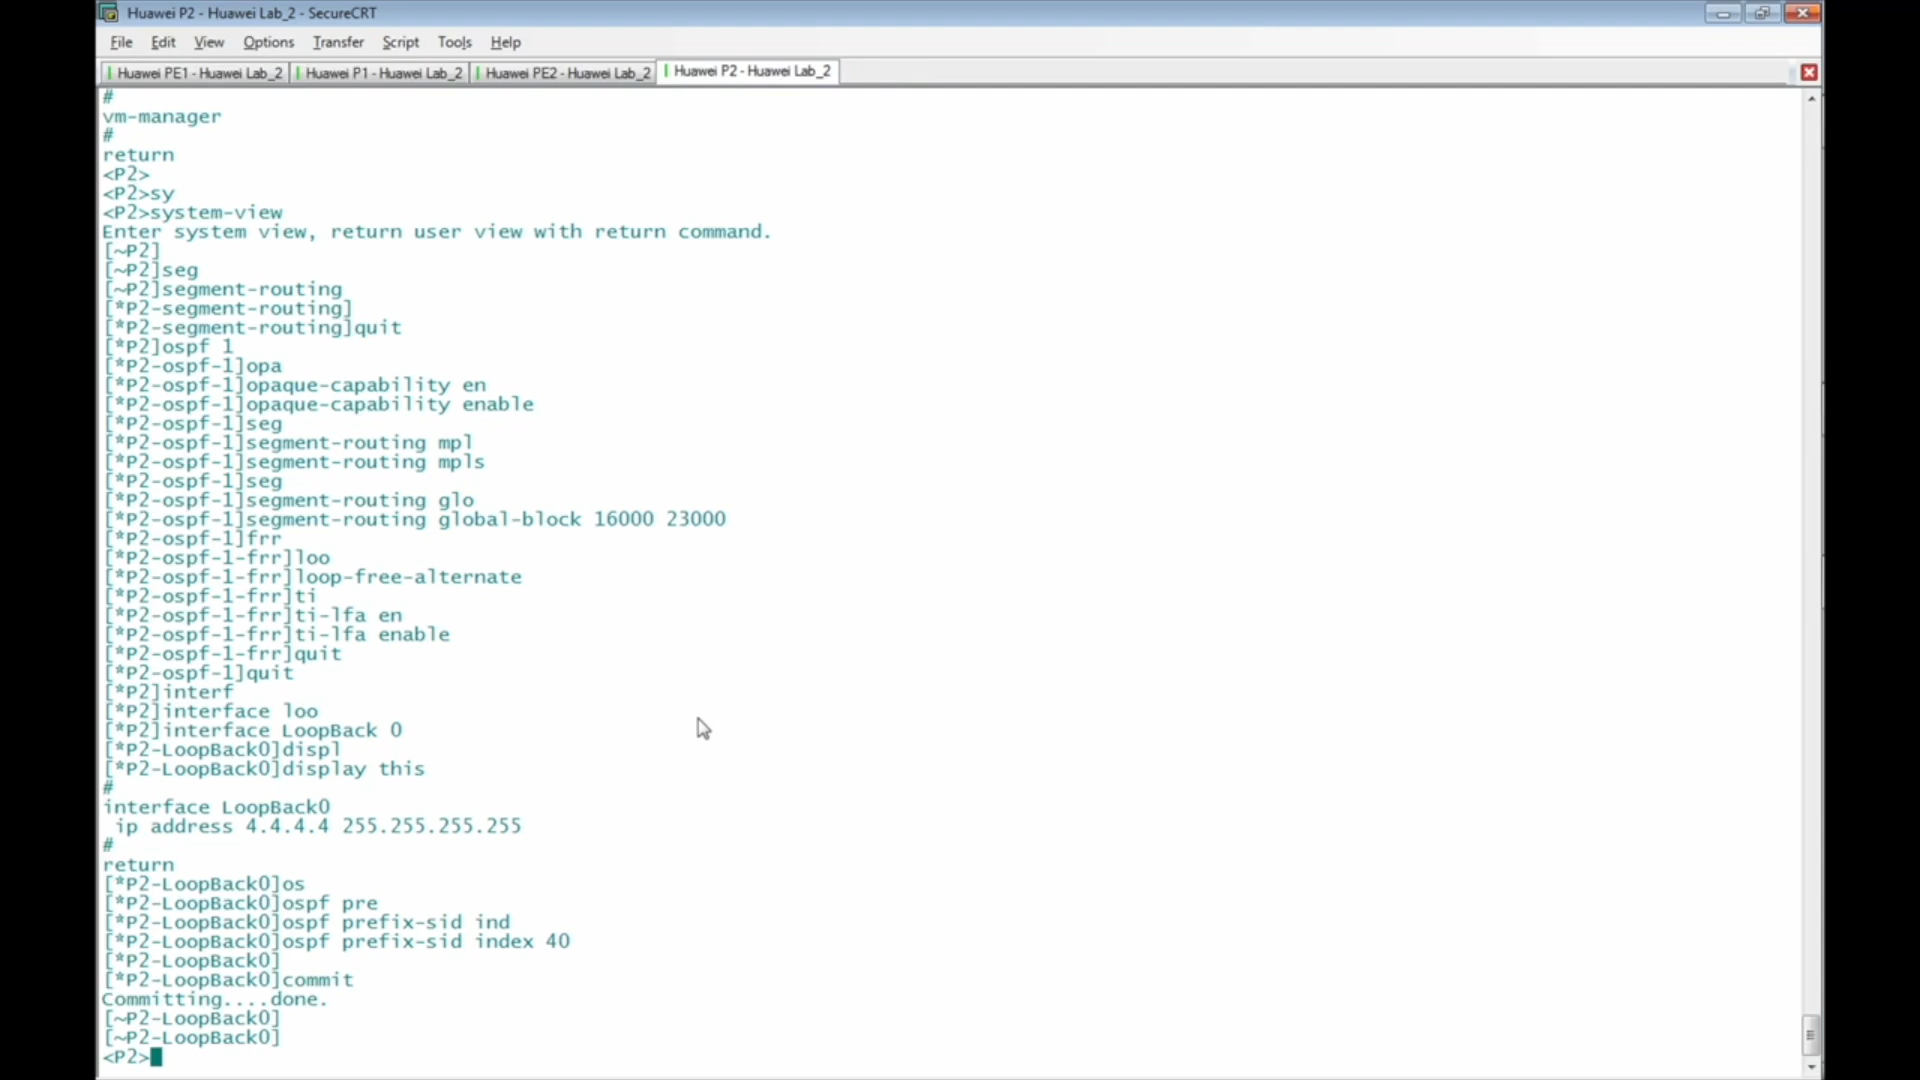 Huawei P2 - Huawei Lab_2 - SecureCRT
File Edit View Options Transfer Script Tools Help
Huawei PE1 - Huawei Lab_2 Huawei P1 - Huawei Lab_2 Huawei PE2 - Huawei Lab_2 Huawei P2 - Huawei Lab_2
#
vm-manager
#
return
<P2>
<P2>sy
<P2>system-view
Enter system view, return user view with return command.
[~P2]
[~P2]seg
[~P2]segment-routing
[*P2-segment-routing]
[*P2-segment-routing]quit
[*P2]ospf 1
[*P2-ospf-1]opa
[*P2-ospf-1]opaque-capability en
[*P2-ospf-1]opaque-capability enable
[*P2-ospf-1]seg
[*P2-ospf-1]segment-routing mpl
[*P2-ospf-1]segment-routing mpls
[*P2-ospf-1]seg
[*P2-ospf-1]segment-routing glo
[*P2-ospf-1]segment-routing global-block 16000 23000
[*P2-ospf-1]frr
[*P2-ospf-1-frr]loo
[*P2-ospf-1-frr]loop-free-alternate
[*P2-ospf-1-frr]ti
[*P2-ospf-1-frr]ti-lfa en
[*P2-ospf-1-frr]ti-lfa enable
[*P2-ospf-1-frr]quit
[*P2-ospf-1]quit
[*P2]interf
[*P2]interface loo
[*P2]interface LoopBack 0
[*P2-LoopBack0]displ
[*P2-LoopBack0]display this
#
interface LoopBack0
 ip address 4.4.4.4 255.255.255.255
#
return
[*P2-LoopBack0]os
[*P2-LoopBack0]ospf pre
[*P2-LoopBack0]ospf prefix-sid ind
[*P2-LoopBack0]ospf prefix-sid index 40
[*P2-LoopBack0]
[*P2-LoopBack0]commit
Committing....done.
[~P2-LoopBack0]
[~P2-LoopBack0]
<P2>